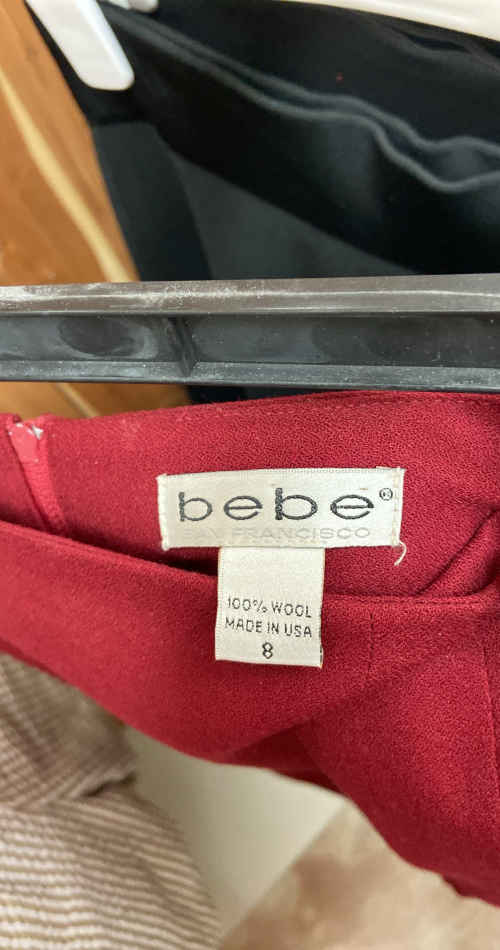 bebe®
SAN FRANCISCO
100% WOOL
MADE IN USA
8